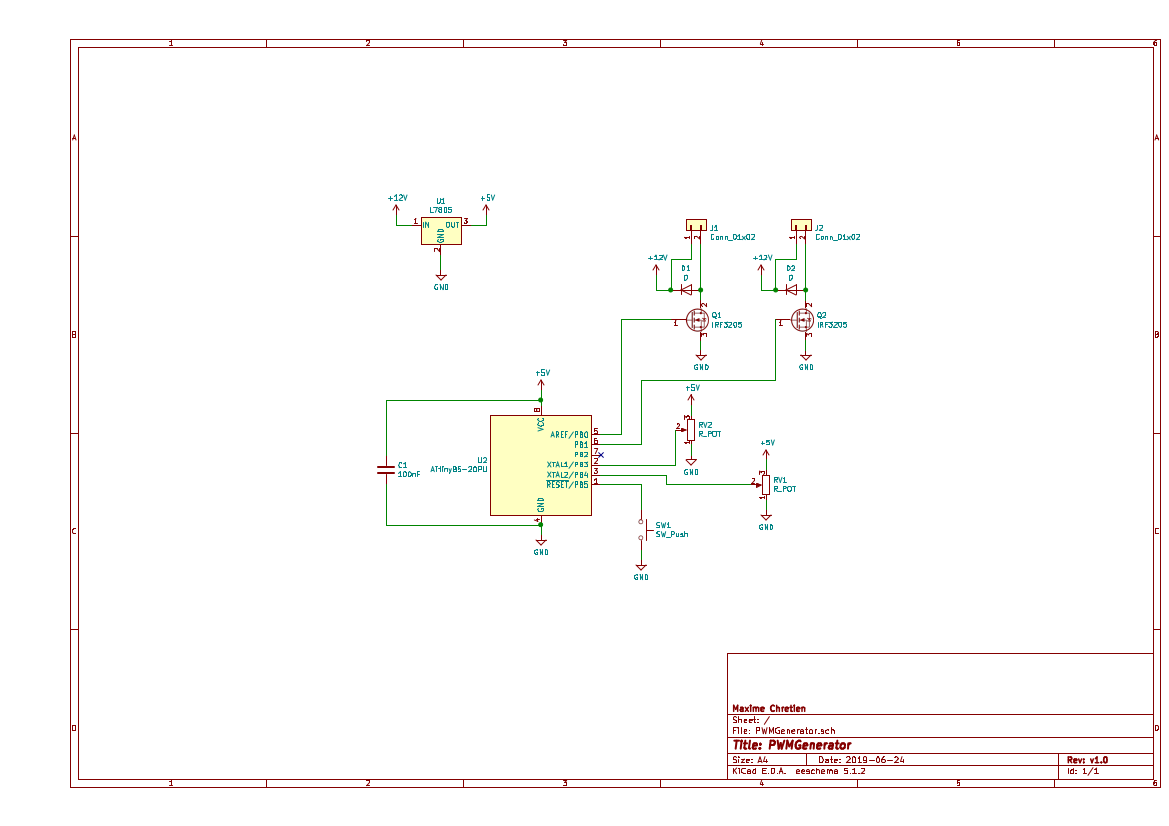 1 2 3 4 5 6
A A
+12V
U1
L7805
+5V
1 IN OUT 3
GND
2
GND
J1
Conn_01x02
1 2
J2
Conn_01x02
1 2
+12V
D1
D
+12V
D2
D
2
Q1
IRF3205
1
3
GND
2
Q2
IRF3205
1
3
GND
B B
+5V
8
VCC
U2
ATtiny85-20PU
AREF/PB0 5
PB1 6
PB2 7
XTAL1/PB3 2
XTAL2/PB4 3
RESET/PB5 1
GND
4
GND
C1
100nF
+5V
3
2
RV2
R_POT
1
GND
+5V
3
2
RV1
R_POT
1
GND
SW1
SW_Push
GND
C C
D D
Maxime Chretien
Sheet: /
File: PWMGenerator.sch
Title: PWMGenerator
Size: A4 Date: 2019-06-24 Rev: v1.0
KiCad E.D.A. eeschema 5.1.2 Id: 1/1
1 2 3 4 5 6